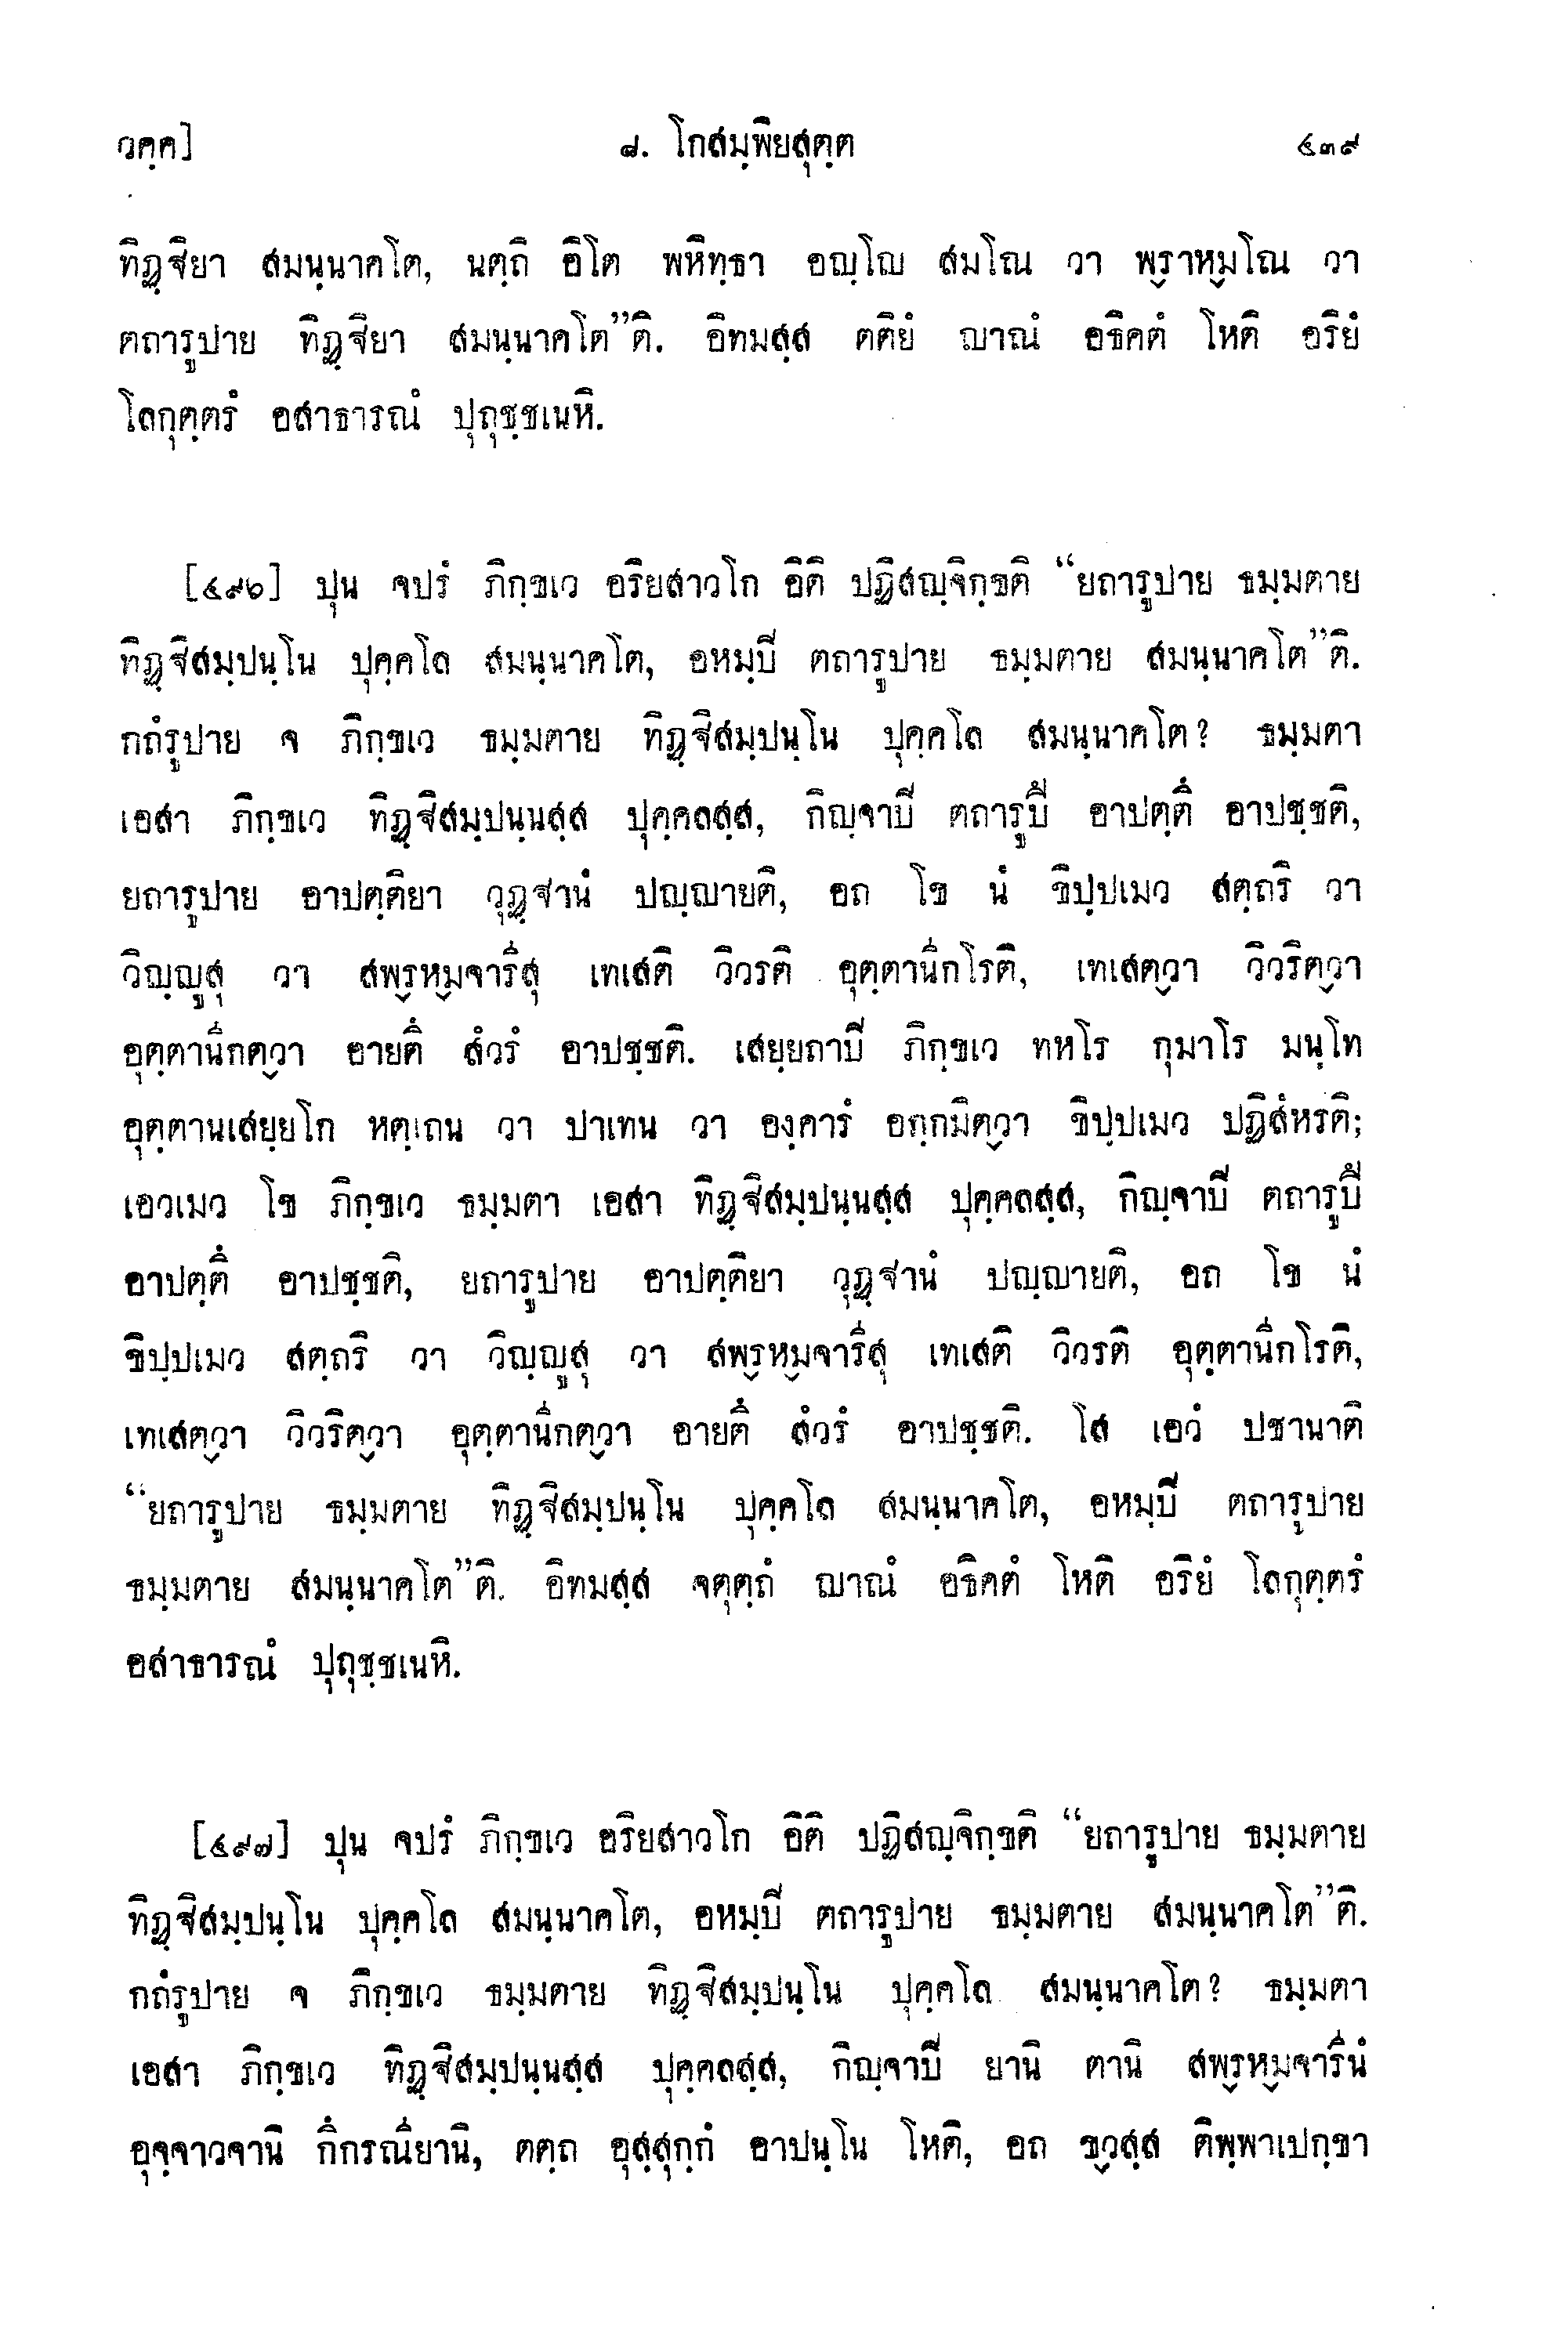 วคฺค] ๘. โกสมฺพิยสุตฺต ๕๓๙
ทิฏฺฐิยา สมนฺนาคโต, นตฺถิ อิโต พหิทฺธา อญฺโญ สมโณ วา พฺราหฺมโณ วา
ตถารูปาย ทิฏฺฐิยา สมนฺนาคโต”ติ. อิทมสฺส ตติยํ ญาณํ อธิคตํ โหติ อริยํ
โลกุตฺตรํ อสาธารณํ ปุถุชฺชเนหิ.
[๔๙๖] ปุน จปรํ ภิกฺขเว อริยสาวโก อิติ ปฏิสญฺจิกฺขติ “ยถารูปาย ธมฺมตาย
ทิฏฺฐิสมฺปนฺโน ปุคฺคโล สมนฺนาคโต, อหมฺปิ ตถารูปาย ธมฺมตาย สมนฺนาคโต”ติ.
กถํรูปาย จ ภิกฺขเว ธมฺมตาย ทิฏฺฐิสมฺปนฺโน ปุคฺคโล สมนฺนาคโต? ธมฺมตา
เอสา ภิกฺขเว ทิฏฺฐิสมฺปนฺนสฺส ปุคฺคลสฺส, กิญฺจาปิ ตถารูปึ อาปตฺตึ อาปชฺชติ,
ยถารูปาย อาปตฺติยา วุฏฺฐานํ ปญฺญายติ, อถ โข นํ ขิปฺปเมว สตฺถริ วา
วิญฺญูสุ วา สพฺรหฺมจารีสุ เทเสติ วิวรติ อุตฺตานีกโรติ, เทเสตฺวา วิวริตฺวา
อุตฺตานีกตฺวา อายตึ สํวรํ อาปชฺชติ. เสยฺยถาปิ ภิกฺขเว ทหโร กุมาโร มนฺโท
อุตฺตานเสยฺยโก หตฺเถน วา ปาเทน วา องฺคารํ อกฺกมิตฺวา ขิปฺปเมว ปฏิสํหรติ;
เอวเมว โข ภิกฺขเว ธมฺมตา เอสา ทิฏฺฐิสมฺปนฺนสฺส ปุคฺคลสฺส, กิญฺจาปิ ตถารูปึ
อาปตฺตึ อาปชฺชติ, ยถารูปาย อาปตฺติยา วุฏฺฐานํ ปญฺญายติ, อถ โข นํ
ขิปฺปเมว สตฺถริ วา วิญฺญูสุ วา สพฺรหฺมจารีสุ เทเสติ วิวรติ อุตฺตานีกโรติ,
เทเสตฺวา วิวริตฺวา อุตฺตานีกตฺวา อายตึ สํวรํ อาปชฺชติ. โส เอวํ ปชานาติ
“ยถารูปาย ธมฺมตาย ทิฏฺฐิสมฺปนฺโน ปุคฺคโล สมนฺนาคโต, อหมฺปิ ตถารูปาย
ธมฺมตาย สมนฺนาคโต”ติ. อิทมสฺส จตุตฺถํ ญาณํ อธิคตํ โหติ อริยํ โลกุตฺตรํ
อสาธารณํ ปุถุชฺชเนหิ.
[๔๙๗] ปุน จปรํ ภิกฺขเว อริยสาวโก อิติ ปฏิสญฺจิกฺขติ “ยถารูปาย ธมฺมตาย
ทิฏฺฐิสมฺปนฺโน ปุคฺคโล สมนฺนาคโต, อหมฺปิ ตถารูปาย ธมฺมตาย สมนฺนาคโต”ติ.
กถํรูปาย จ ภิกฺขเว ธมฺมตาย ทิฏฺฐิสมฺปนฺโน ปุคฺคโล สมนฺนาคโต? ธมฺมตา
เอสา ภิกฺขเว ทิฏฺฐิสมฺปนฺนสฺส ปุคฺคลสฺส, กิญฺจาปิ ยานิ ตานิ สพฺรหฺมจารีนํ
อุจฺจาวจานิ กึกรณียานิ, ตตฺถ อุสฺสุกฺกํ อาปนฺโน โหติ, อถ ขฺวสฺส ติพฺพาเปกฺขา